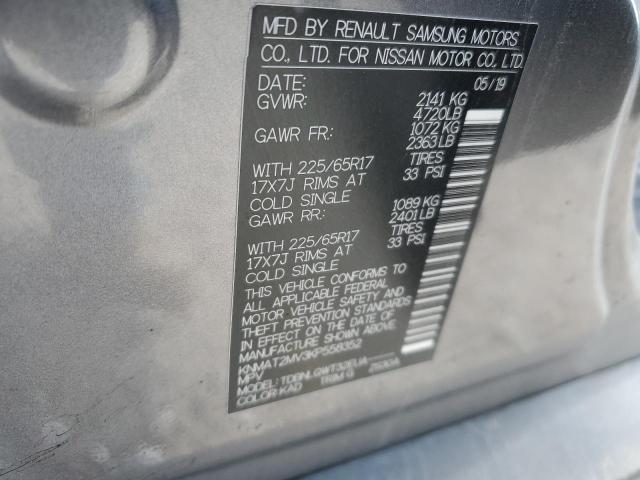 MFD BY RENAULT SAMSUNG MOTORS
CO., LTD. FOR NISSAN MOTOR CO., LTD.
DATE: 05/19
GVWR: 2141 KG
4720LB
GAWR FR: 1072 KG
2363LB
WITH 225/65R17 TIRES
17X7J RIMS AT 33 PSI
COLD SINGLE
GAWR RR: 1089 KG
2401LB
WITH 225/65R17 TIRES
17X7J RIMS AT 33 PSI
COLD SINGLE
THIS VEHICLE CONFORMS TO
ALL APPLICABLE FEDERAL
MOTOR VEHICLE SAFETY AND
THEFT PREVENTION STANDARDS
IN EFFECT ON THE DATE OF
MANUFACTURE SHOWN ABOVE.
KNMAT2MV3KP558352
MPV
MODEL:
COLOR:KAD TRIM:G